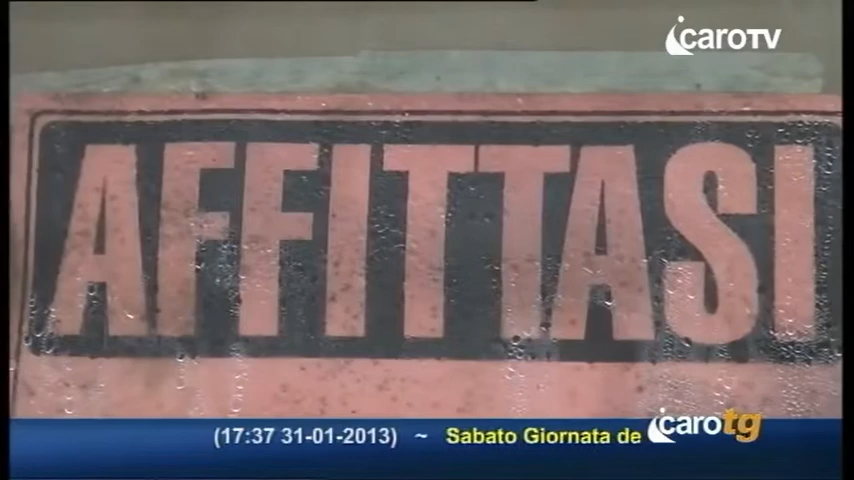 icaroTV
AFFITTASI
(17:37 31-01-2013) ~ Sabato Giornata de
icarotg